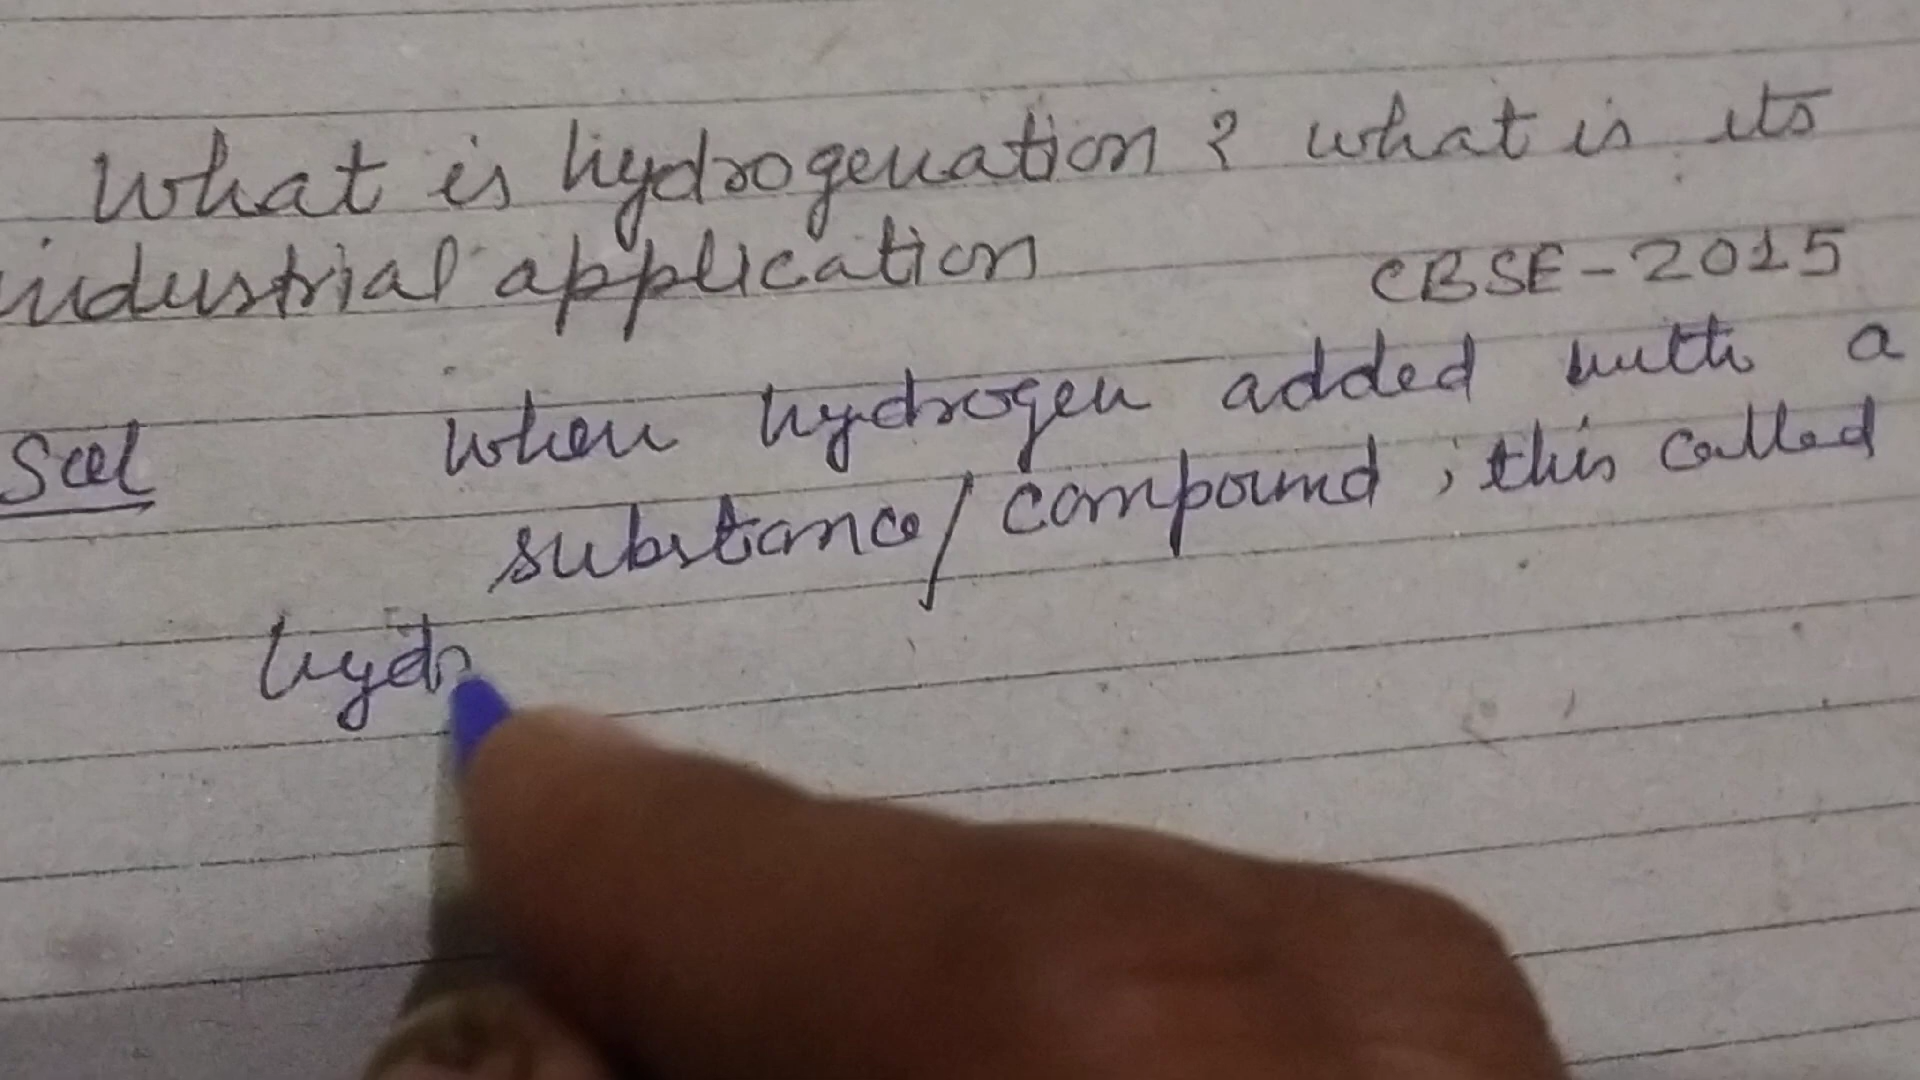 What is hydrogenation? what is its
industrial application
CBSE-2015
Sol when hydrogen added with a
substance/compound, this called
hydr